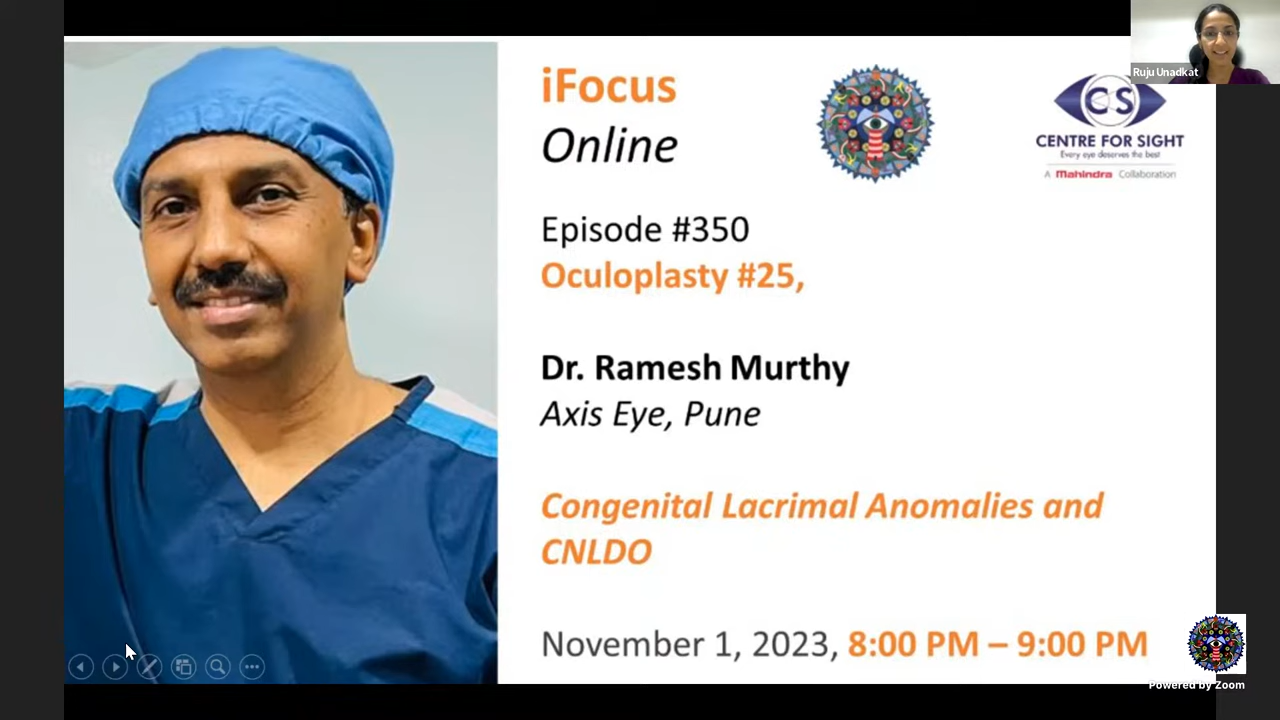 Ruju Unadkat
iFocus
Online
CS
CENTRE FOR SIGHT
Every eye deserves the best
A Mahindra Collaboration
Episode #350
Oculoplasty #25,
Dr. Ramesh Murthy
Axis Eye, Pune
Congenital Lacrimal Anomalies and
CNLDO
November 1, 2023, 8:00 PM – 9:00 PM
Powered by Zoom